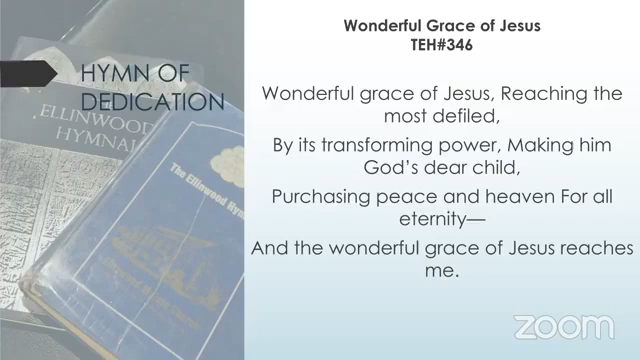 HYMN OF
DEDICATION
ELLINWOOD
HYMNAL
The Ellinwood Hymn
Wonderful Grace of Jesus
TEH#346
Wonderful grace of Jesus, Reaching the
most defiled,
By its transforming power, Making him
God’s dear child,
Purchasing peace and heaven For all
eternity—
And the wonderful grace of Jesus reaches
me.
zoom